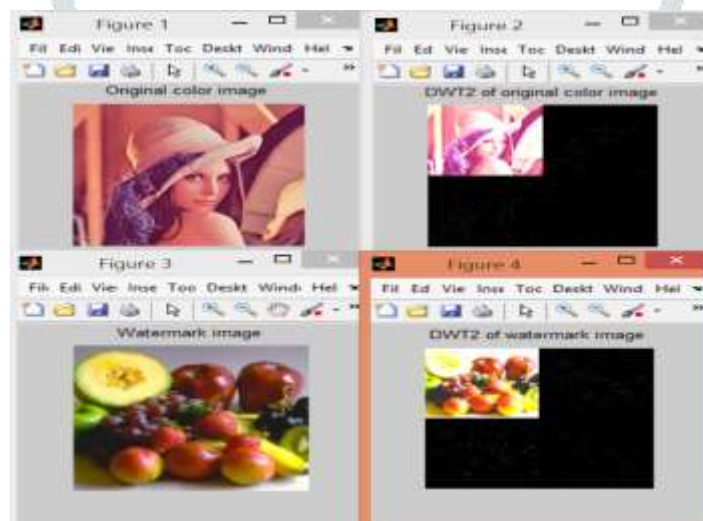 Figure 1
Fil Edi Vie Inse Toc Deskt Wind Hel
Original color image
Figure 2
Fil Ed Vie Inse Toc Deskt Wind Hel
DWT2 of original color image
Figure 3
Fil Edi Vie Inse Too Deskt Wind Hel
Watermark image
Figure 4
Fil Ed Vie Inse Toc Deskt Wind Hel
DWT2 of watermark image